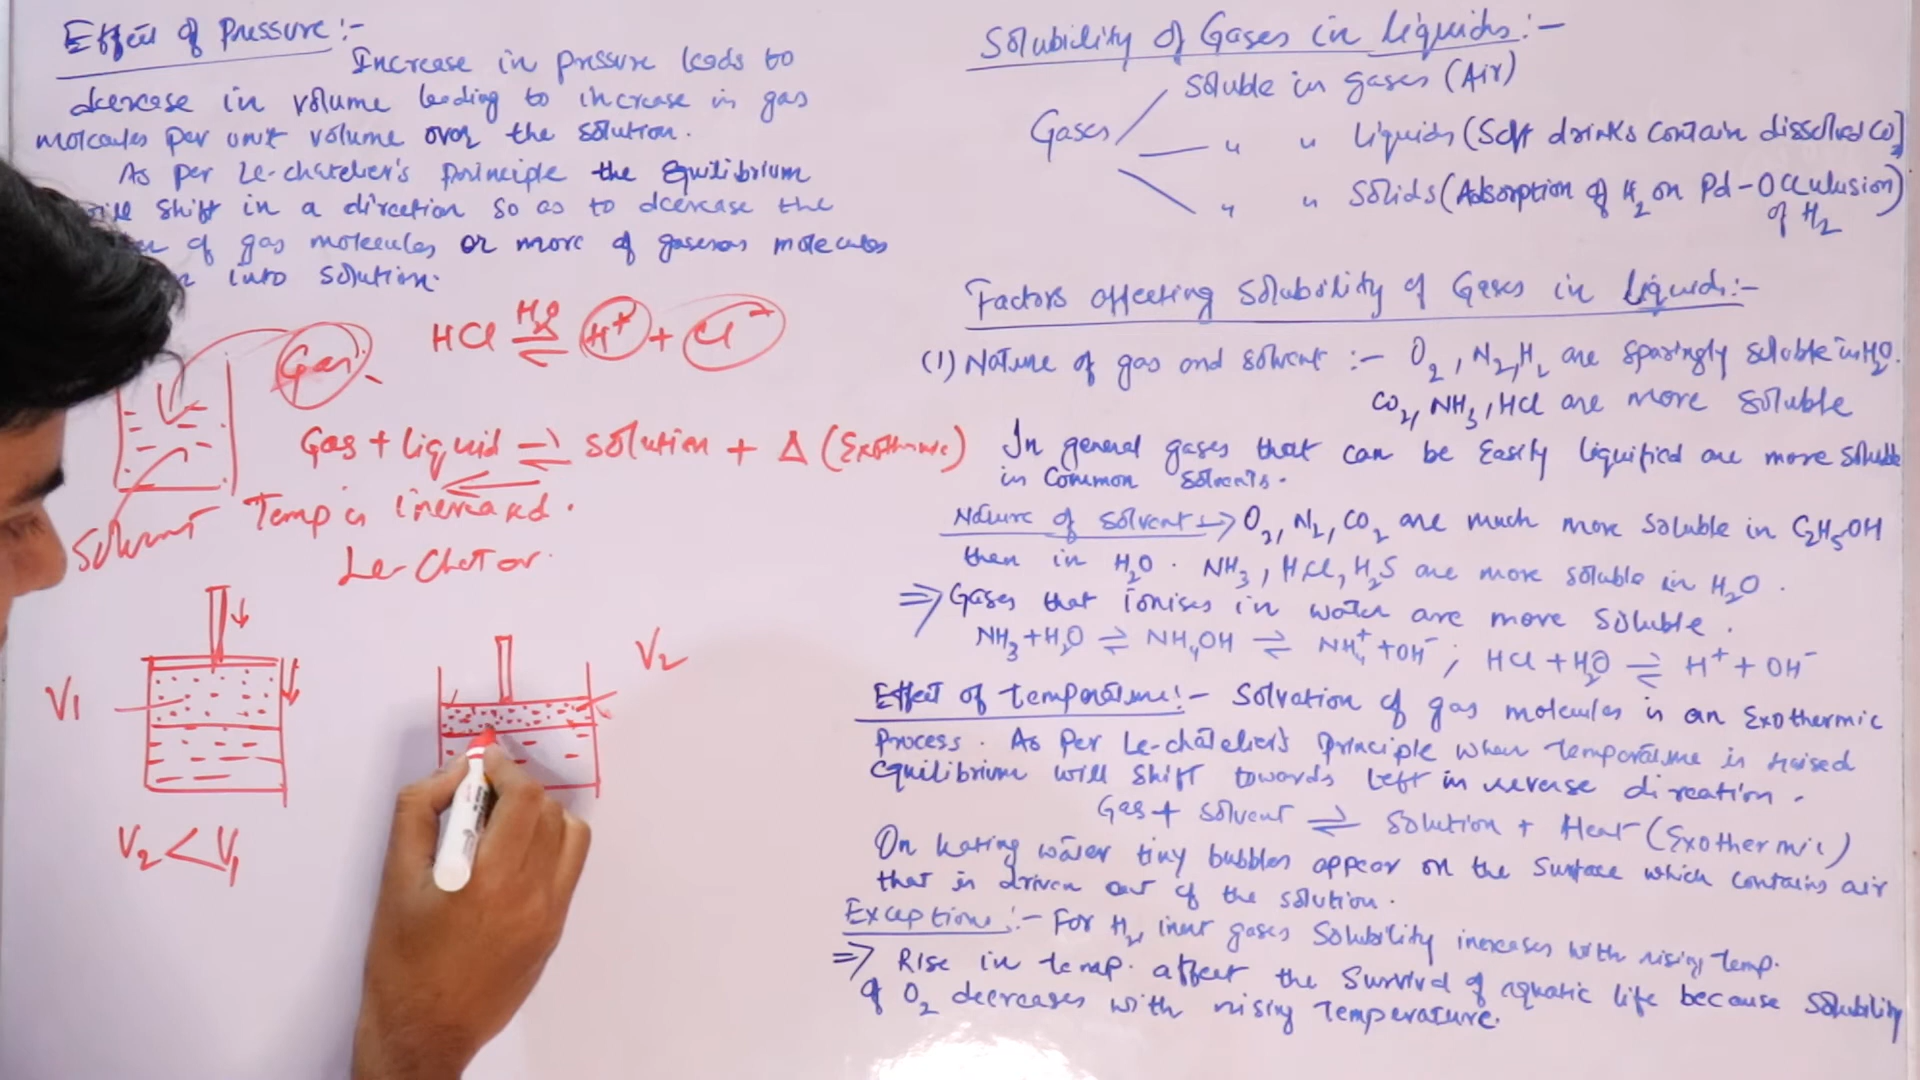 Effect of Pressure:-
Increase in pressure leads to
decrease in volume leading to increase in gas
molecules per unit volume over the solution.
As per Le-chatelier's principle the Equilibrium
shift in a direction so as to decrease the
of gas molecules or more of gaseous molecules
into solution.
HCl ⇌ H⁺ + Cl⁻
H₂O
Gas
Gas + liquid ⇌ solution + Δ (Exothermic)
Temp is increased.
Solvent
Le-Chater.
V1
V2
V₂ < V₁
Solubility of Gases in Liquids:-
Gases
Soluble in gases (Air)
" " Liquids (Soft drinks contain dissolved CO₂)
" " Solids (Adsorption of H₂ on Pd - Occulusion)
of H₂
Factors affecting Solubility of Gases in liquids:-
(1) Nature of gas and solvent :- O₂, N₂, H₂ are sparingly soluble in H₂O.
CO₂, NH₃, HCl are more soluble
In general gases that can be Easily liquified are more soluble
in common solvents.
Nature of solvent → O₂, N₂, CO₂ are much more soluble in C₂H₅OH
then in H₂O. NH₃, HCl, H₂S are more soluble in H₂O.
⇒ Gases that ionises in water are more soluble.
NH₃ + H₂O ⇌ NH₄OH ⇌ NH₄⁺ + OH⁻ ; HCl + H₂O ⇌ H⁺ + OH⁻
Effect of temperature:- Solvation of gas molecules is an Exothermic
Process. As Per Le-chatelier's Principle when temperature is raised
Equilibrium will shift towards left in reverse direction.
Gas + solvent ⇌ solution + Heat (Exothermic)
On heating water tiny bubbles appear on the surface which contains air
that is driven out of the solution.
Exceptions:- For H₂, inert gases Solubility increases with rising temp.
⇒ Rise in temp. affect the Survival of aquatic life because solubility
of O₂ decreases with rising Temperature.